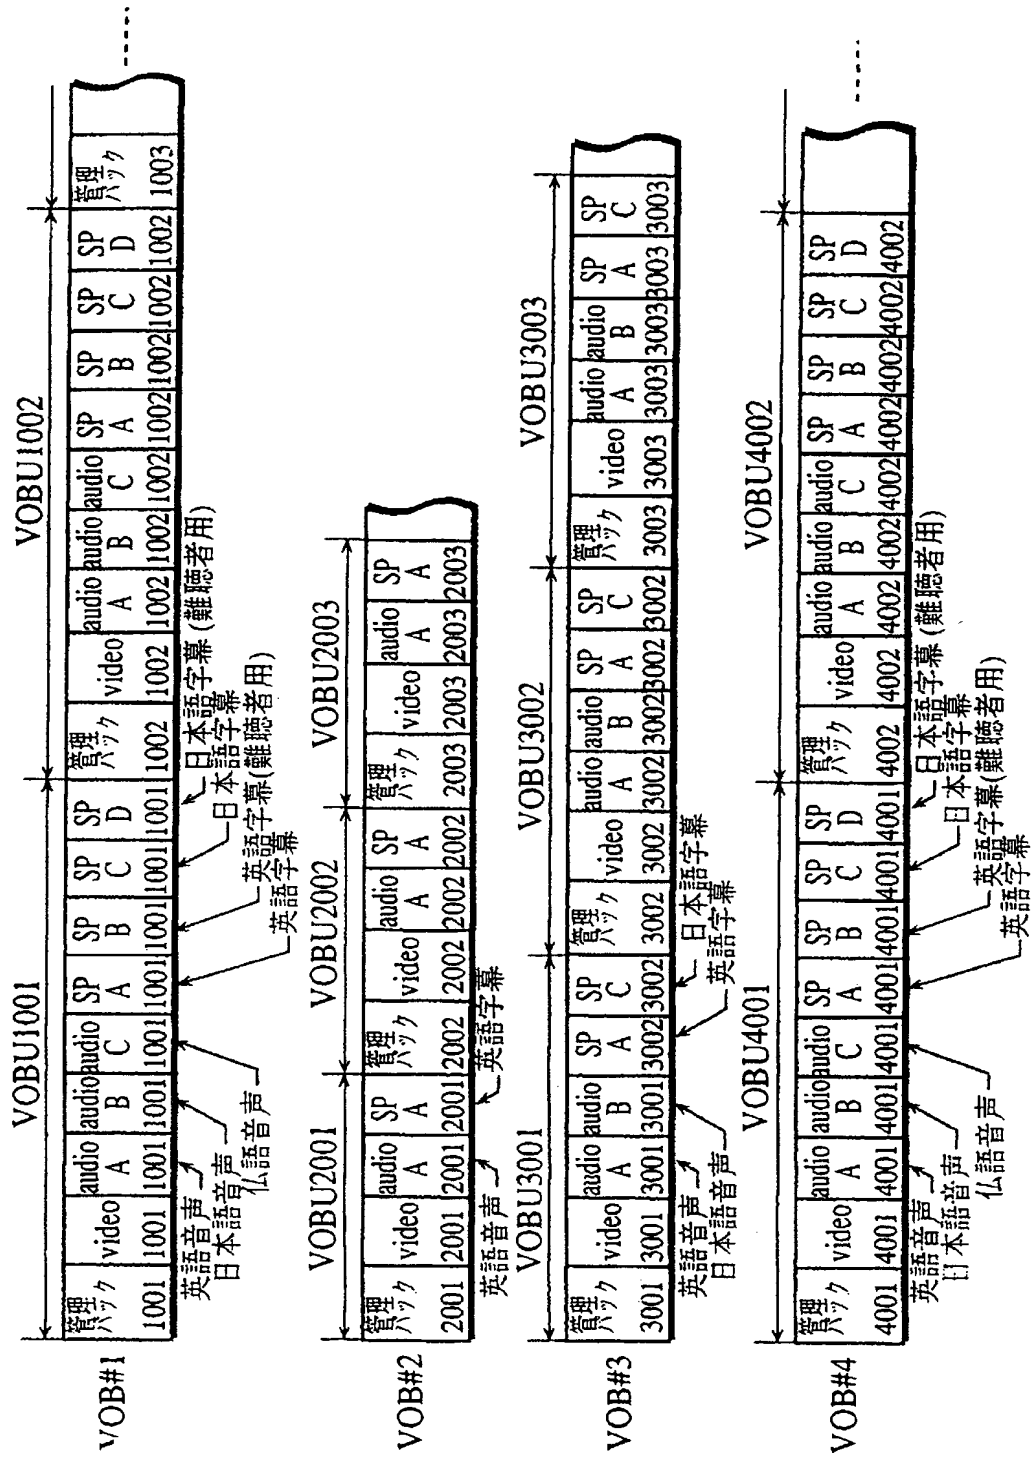 VOB#1
VOBU1001
VOBU1002
管理パック 1001
video 1001
audio A 1001
audio B 1001
audio C 1001
SP A 1001
SP B 1001
SP C 1001
SP D 1001
管理パック 1002
video 1002
audio A 1002
audio B 1002
audio C 1002
SP A 1002
SP B 1002
SP C 1002
SP D 1002
管理パック 1003
英語音声
日本語音声
仏語音声
英語字幕
英語字幕(難聴者用)
日本語字幕
日本語字幕(難聴者用)
VOB#2
VOBU2001
VOBU2002
VOBU2003
管理パック 2001
video 2001
audio A 2001
SP A 2001
管理パック 2002
video 2002
audio A 2002
SP A 2002
管理パック 2003
video 2003
audio A 2003
SP A 2003
英語音声
英語字幕
VOB#3
VOBU3001
VOBU3002
VOBU3003
管理パック 3001
video 3001
audio A 3001
audio B 3001
SP A 3002
SP C 3002
管理パック 3002
video 3002
audio A 3002
audio B 3002
SP A 3002
SP C 3002
管理パック 3003
video 3003
audio A 3003
audio B 3003
SP A 3003
SP C 3003
英語音声
日本語音声
英語字幕
日本語字幕
VOB#4
VOBU4001
VOBU4002
管理パック 4001
video 4001
audio A 4001
audio B 4001
audio C 4001
SP A 4001
SP B 4001
SP C 4001
SP D 4001
管理パック 4002
video 4002
audio A 4002
audio B 4002
audio C 4002
SP A 4002
SP B 4002
SP C 4002
SP D 4002
英語音声
日本語音声
仏語音声
英語字幕
英語字幕(難聴者用)
日本語字幕
日本語字幕(難聴者用)